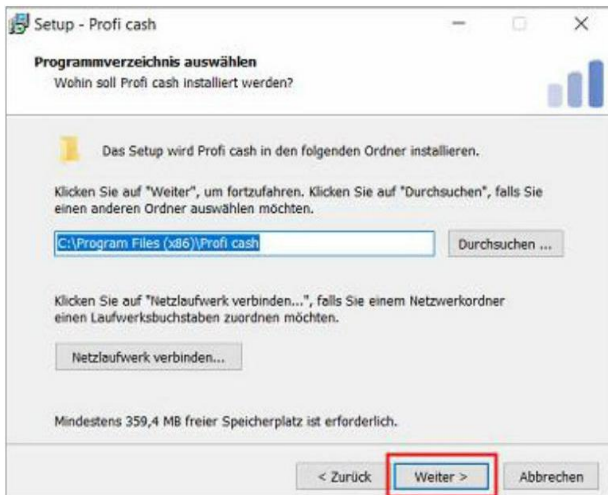 Setup - Profi cash
Programmverzeichnis auswählen
Wohin soll Profi cash installiert werden?
Das Setup wird Profi cash in den folgenden Ordner installieren.
Klicken Sie auf "Weiter", um fortzufahren. Klicken Sie auf "Durchsuchen", falls Sie
einen anderen Ordner auswählen möchten.
C:\Program Files (x86)\Profi cash
Durchsuchen ...
Klicken Sie auf "Netzlaufwerk verbinden...", falls Sie einem Netzwerkordner
einen Laufwerksbuchstaben zuordnen möchten.
Netzlaufwerk verbinden...
Mindestens 359,4 MB freier Speicherplatz ist erforderlich.
< Zurück
Weiter >
Abbrechen